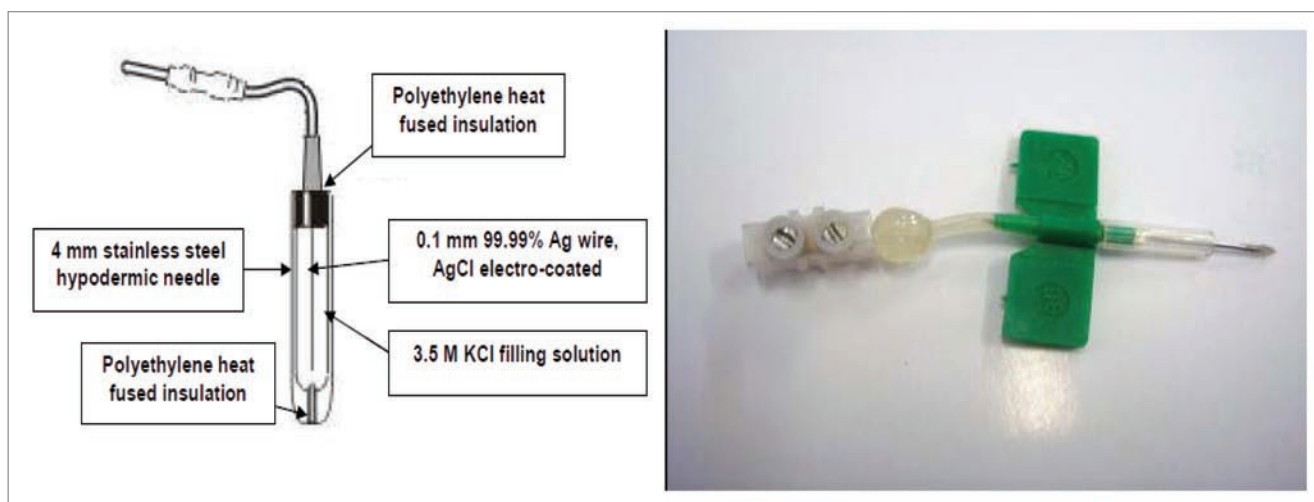 Polyethylene heat
fused insulation
4 mm stainless steel
hypodermic needle
0.1 mm 99.99% Ag wire,
AgCl electro-coated
3.5 M KCl filling solution
Polyethylene heat
fused insulation